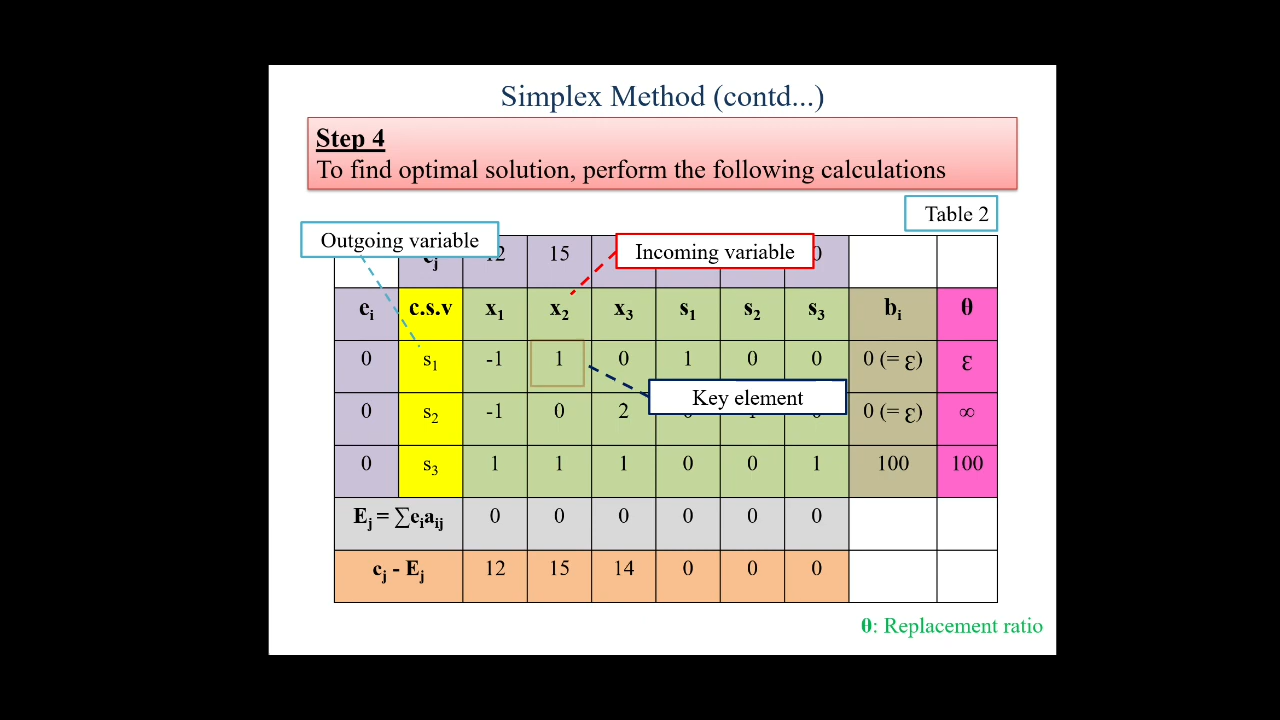 Simplex Method (contd...)
Step 4
To find optimal solution, perform the following calculations
Table 2
Outgoing variable
Incoming variable
cj 15 0
ei c.s.v x1 x2 x3 s1 s2 s3 bi θ
0 s1 -1 1 0 1 0 0 0 (= ε) ε
Key element
0 s2 -1 0 2 0 (= ε) ∞
0 s3 1 1 1 0 0 1 100 100
Ej = ∑eiaij 0 0 0 0 0 0
cj - Ej 12 15 14 0 0 0
θ: Replacement ratio